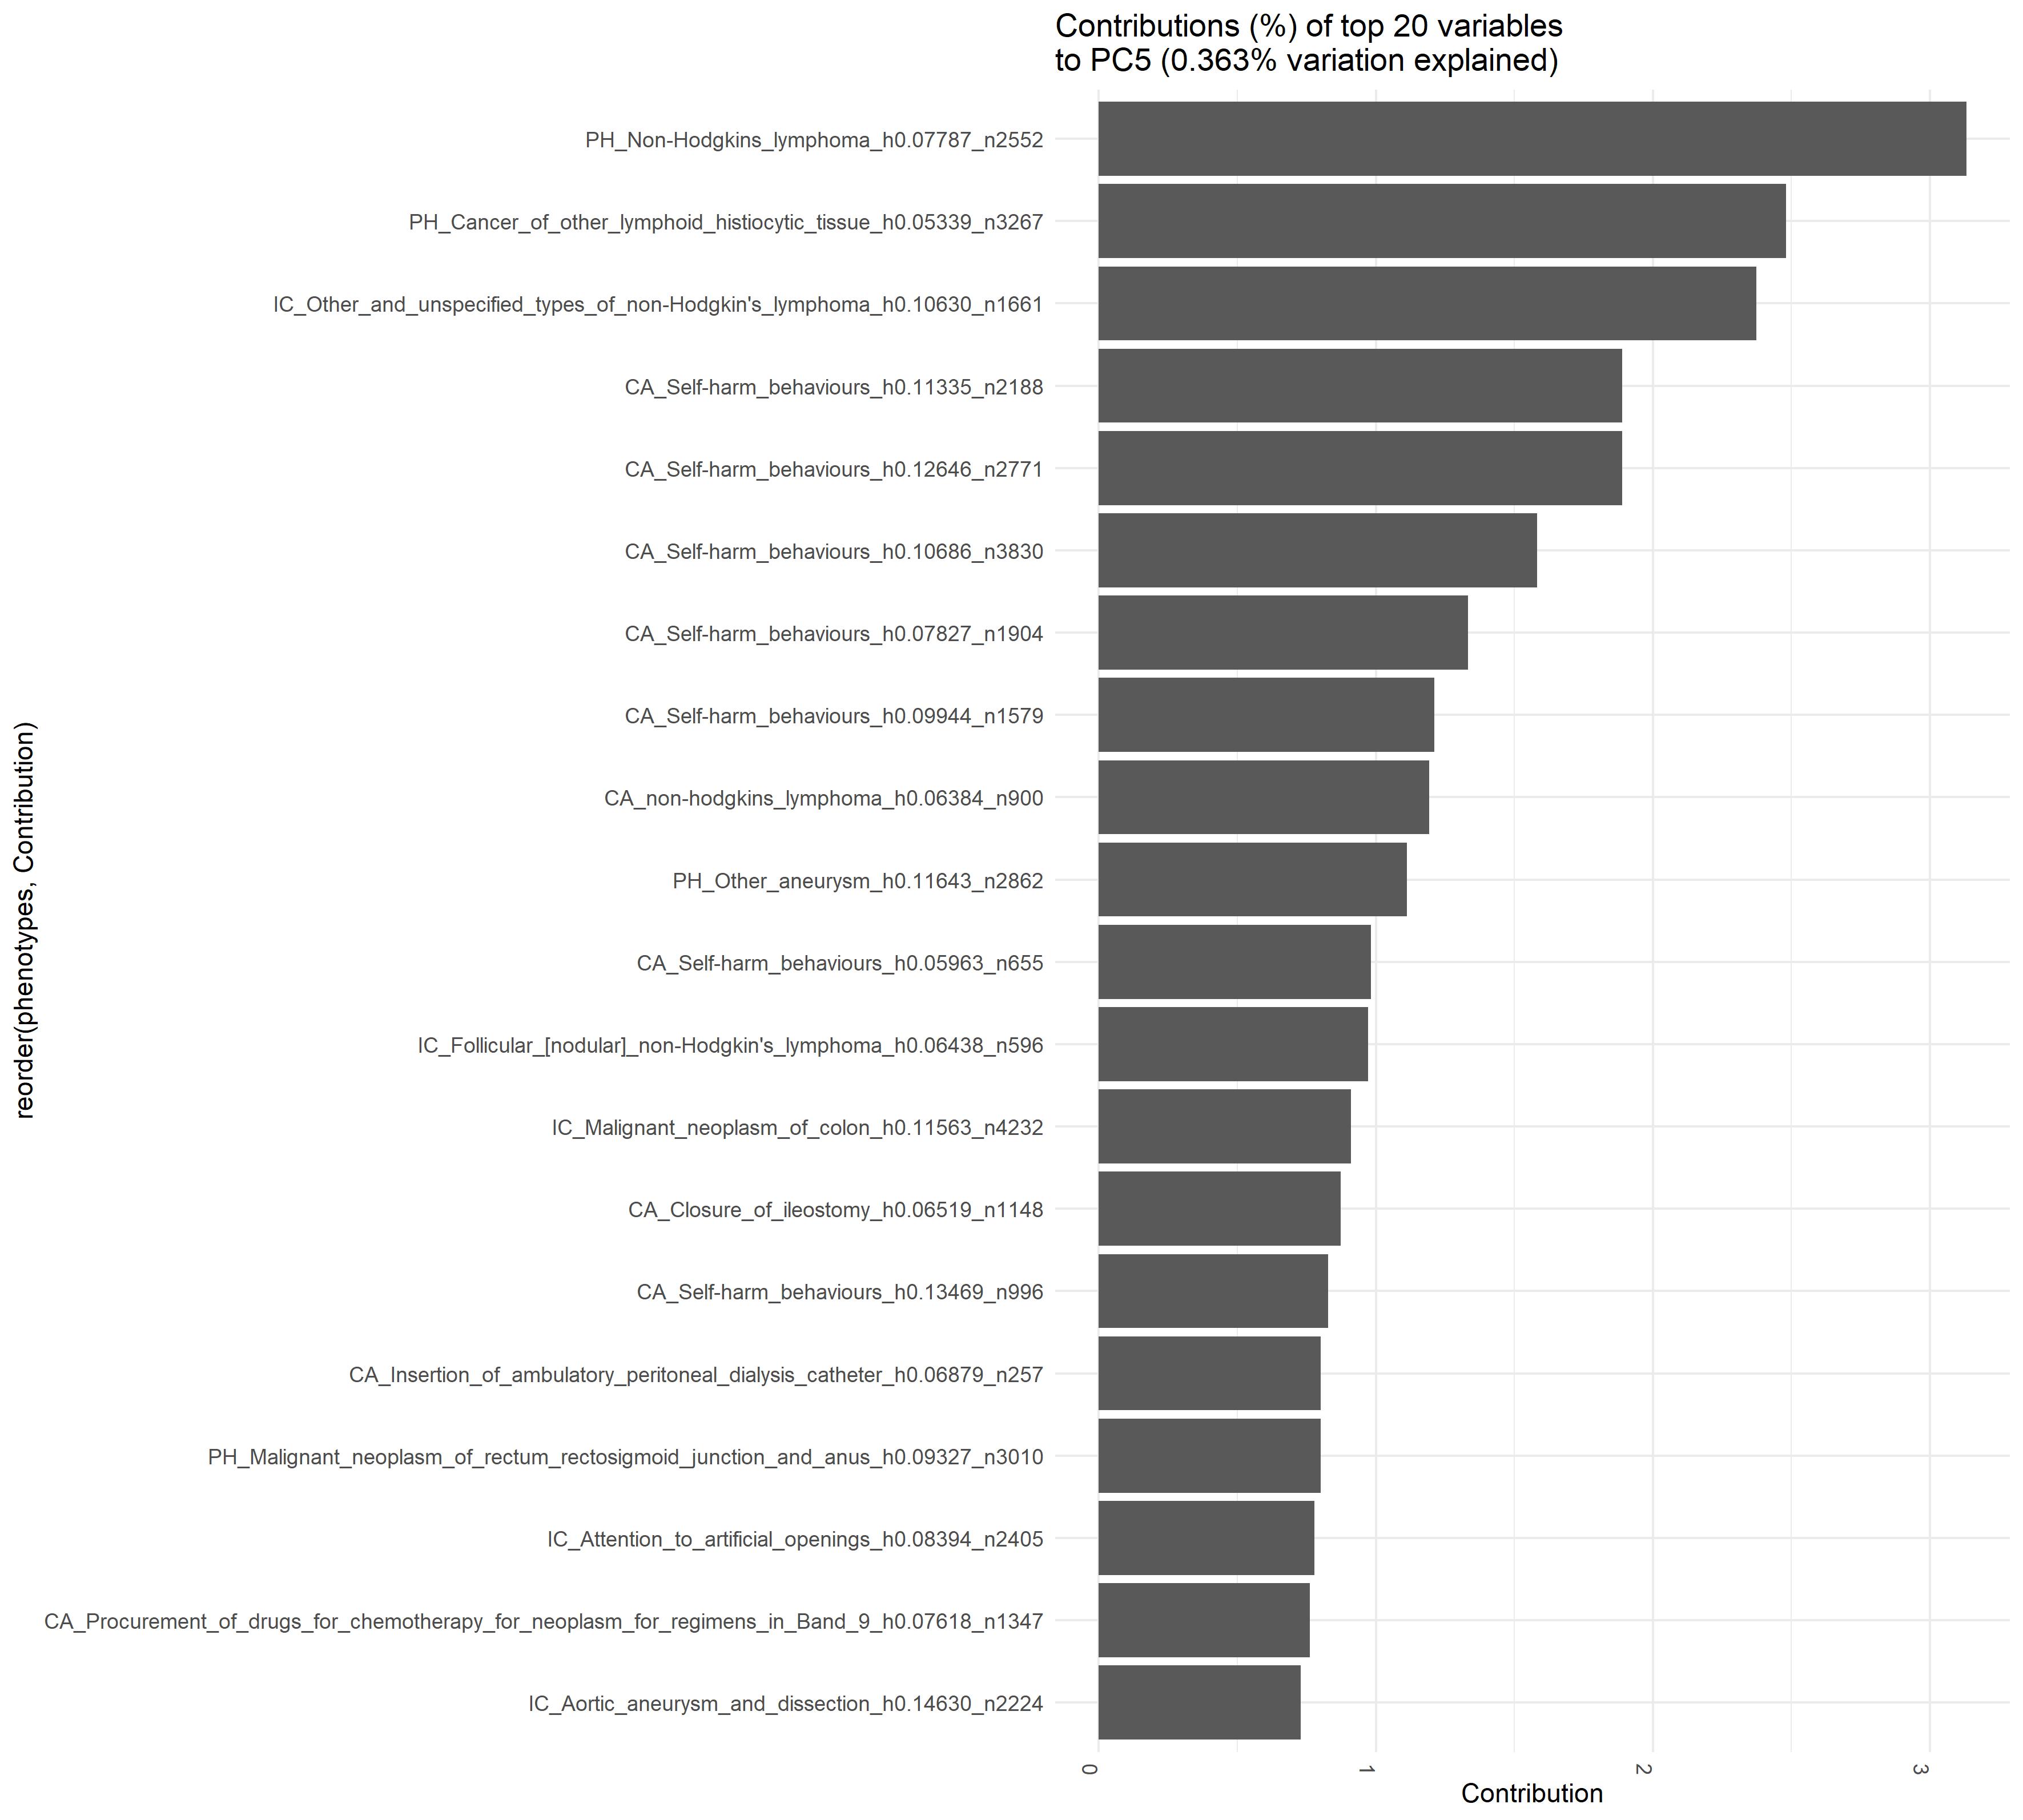 Contributions (%) of top 20 variables
to PC5 (0.363% variation explained)
PH_Non-Hodgkins_lymphoma_h0.07787_n2552
PH_Cancer_of_other_lymphoid_histiocytic_tissue_h0.05339_n3267
IC_Other_and_unspecified_types_of_non-Hodgkin's_lymphoma_h0.10630_n1661
CA_Self-harm_behaviours_h0.11335_n2188
CA_Self-harm_behaviours_h0.12646_n2771
CA_Self-harm_behaviours_h0.10686_n3830
CA_Self-harm_behaviours_h0.07827_n1904
CA_Self-harm_behaviours_h0.09944_n1579
CA_non-hodgkins_lymphoma_h0.06384_n900
PH_Other_aneurysm_h0.11643_n2862
CA_Self-harm_behaviours_h0.05963_n655
IC_Follicular_[nodular]_non-Hodgkin's_lymphoma_h0.06438_n596
IC_Malignant_neoplasm_of_colon_h0.11563_n4232
CA_Closure_of_ileostomy_h0.06519_n1148
CA_Self-harm_behaviours_h0.13469_n996
CA_Insertion_of_ambulatory_peritoneal_dialysis_catheter_h0.06879_n257
PH_Malignant_neoplasm_of_rectum_rectosigmoid_junction_and_anus_h0.09327_n3010
IC_Attention_to_artificial_openings_h0.08394_n2405
CA_Procurement_of_drugs_for_chemotherapy_for_neoplasm_for_regimens_in_Band_9_h0.07618_n1347
IC_Aortic_aneurysm_and_dissection_h0.14630_n2224
reorder(phenotypes, Contribution)
0 1 2 3
Contribution